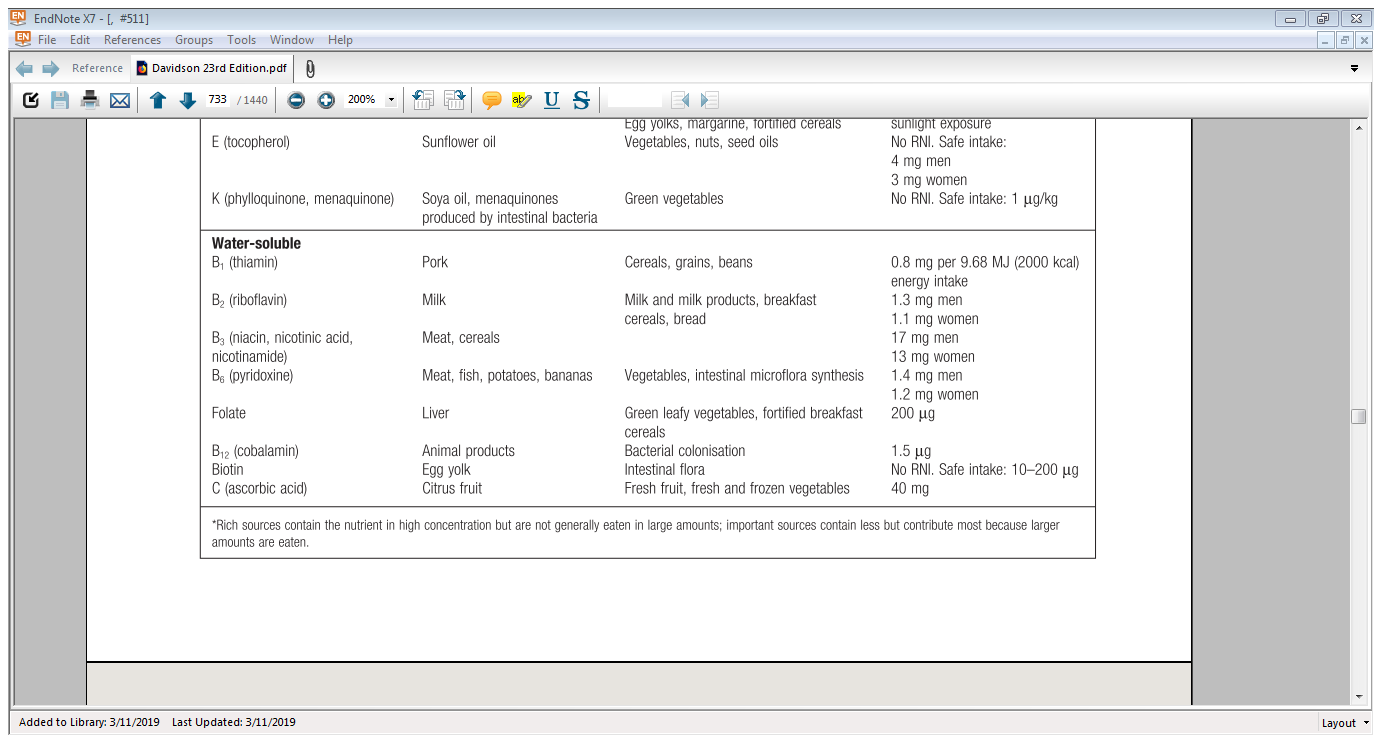 EndNote X7 - [, #511]
File Edit References Groups Tools Window Help
Reference Davidson 23rd Edition.pdf
733 / 1440 200%
Egg yolks, margarine, fortified cereals sunlight exposure
E (tocopherol) Sunflower oil Vegetables, nuts, seed oils No RNI. Safe intake:
4 mg men
3 mg women
K (phylloquinone, menaquinone) Soya oil, menaquinones Green vegetables No RNI. Safe intake: 1 µg/kg
produced by intestinal bacteria
Water-soluble
B₁ (thiamin) Pork Cereals, grains, beans 0.8 mg per 9.68 MJ (2000 kcal)
energy intake
B₂ (riboflavin) Milk Milk and milk products, breakfast 1.3 mg men
cereals, bread 1.1 mg women
B₃ (niacin, nicotinic acid, Meat, cereals 17 mg men
nicotinamide) 13 mg women
B₆ (pyridoxine) Meat, fish, potatoes, bananas Vegetables, intestinal microflora synthesis 1.4 mg men
1.2 mg women
Folate Liver Green leafy vegetables, fortified breakfast 200 µg
cereals
B₁₂ (cobalamin) Animal products Bacterial colonisation 1.5 µg
Biotin Egg yolk Intestinal flora No RNI. Safe intake: 10–200 µg
C (ascorbic acid) Citrus fruit Fresh fruit, fresh and frozen vegetables 40 mg
*Rich sources contain the nutrient in high concentration but are not generally eaten in large amounts; important sources contain less but contribute most because larger
amounts are eaten.
Added to Library: 3/11/2019 Last Updated: 3/11/2019 Layout